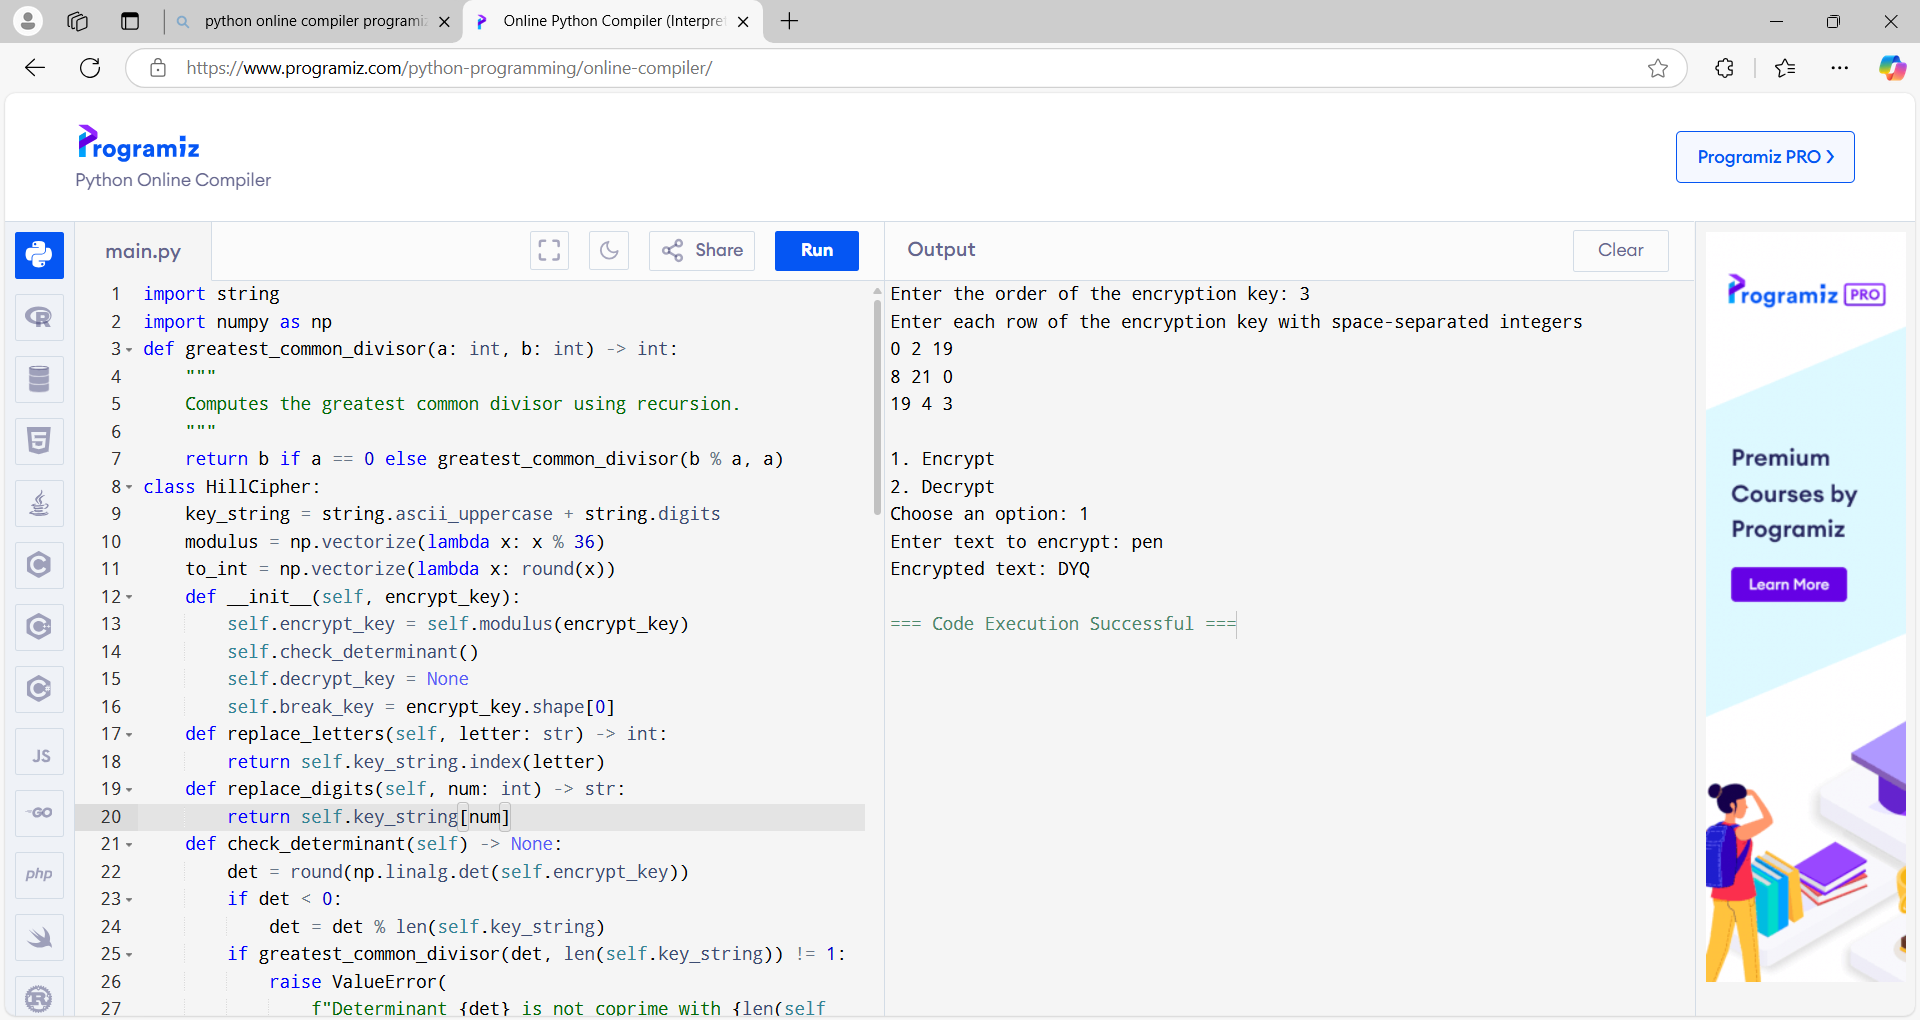 python online compiler programiz
Online Python Compiler (Interpre
https://www.programiz.com/python-programming/online-compiler/
Programiz
Python Online Compiler
Programiz PRO
main.py
Share
Run
Output
Clear
1 import string
2 import numpy as np
3 def greatest_common_divisor(a: int, b: int) -> int:
4 """
5 Computes the greatest common divisor using recursion.
6 """
7 return b if a == 0 else greatest_common_divisor(b % a, a)
8 class HillCipher:
9 key_string = string.ascii_uppercase + string.digits
10 modulus = np.vectorize(lambda x: x % 36)
11 to_int = np.vectorize(lambda x: round(x))
12 def __init__(self, encrypt_key):
13 self.encrypt_key = self.modulus(encrypt_key)
14 self.check_determinant()
15 self.decrypt_key = None
16 self.break_key = encrypt_key.shape[0]
17 def replace_letters(self, letter: str) -> int:
18 return self.key_string.index(letter)
19 def replace_digits(self, num: int) -> str:
20 return self.key_string[num]
21 def check_determinant(self) -> None:
22 det = round(np.linalg.det(self.encrypt_key))
23 if det < 0:
24 det = det % len(self.key_string)
25 if greatest_common_divisor(det, len(self.key_string)) != 1:
26 raise ValueError(
27 f"Determinant {det} is not coprime with {len(self
Enter the order of the encryption key: 3
Enter each row of the encryption key with space-separated integers
0 2 19
8 21 0
19 4 3
1. Encrypt
2. Decrypt
Choose an option: 1
Enter text to encrypt: pen
Encrypted text: DYQ
=== Code Execution Successful ===
Programiz PRO
Premium
Courses by
Programiz
Learn More
R
5
C
C
C
JS
GO
php
R